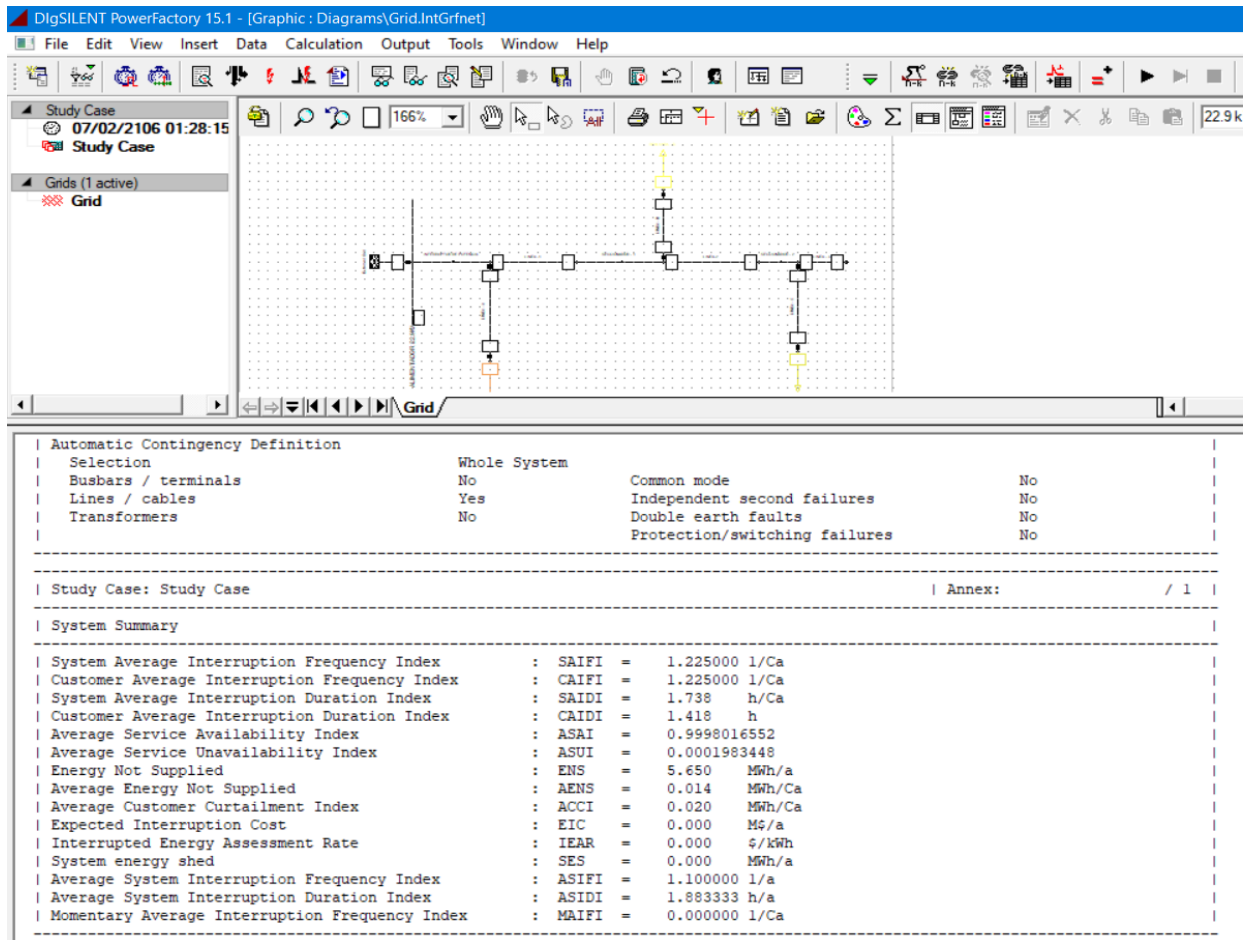 DIgSILENT PowerFactory 15.1 - [Graphic : Diagrams\Grid.IntGrfnet]
File Edit View Insert Data Calculation Output Tools Window Help
Study Case
07/02/2106 01:28:15
Study Case
Grids (1 active)
Grid
166%
22.9 k
Grid
| Automatic Contingency Definition |
| Selection Whole System |
| Busbars / terminals No Common mode No |
| Lines / cables Yes Independent second failures No |
| Transformers No Double earth faults No |
| Protection/switching failures No |
| Study Case: Study Case | Annex: / 1 |
| System Summary |
| System Average Interruption Frequency Index : SAIFI = 1.225000 1/Ca |
| Customer Average Interruption Frequency Index : CAIFI = 1.225000 1/Ca |
| System Average Interruption Duration Index : SAIDI = 1.738 h/Ca |
| Customer Average Interruption Duration Index : CAIDI = 1.418 h |
| Average Service Availability Index : ASAI = 0.9998016552 |
| Average Service Unavailability Index : ASUI = 0.0001983448 |
| Energy Not Supplied : ENS = 5.650 MWh/a |
| Average Energy Not Supplied : AENS = 0.014 MWh/Ca |
| Average Customer Curtailment Index : ACCI = 0.020 MWh/Ca |
| Expected Interruption Cost : EIC = 0.000 M$/a |
| Interrupted Energy Assessment Rate : IEAR = 0.000 $/kWh |
| System energy shed : SES = 0.000 MWh/a |
| Average System Interruption Frequency Index : ASIFI = 1.100000 1/a |
| Average System Interruption Duration Index : ASIDI = 1.883333 h/a |
| Momentary Average Interruption Frequency Index : MAIFI = 0.000000 1/Ca |